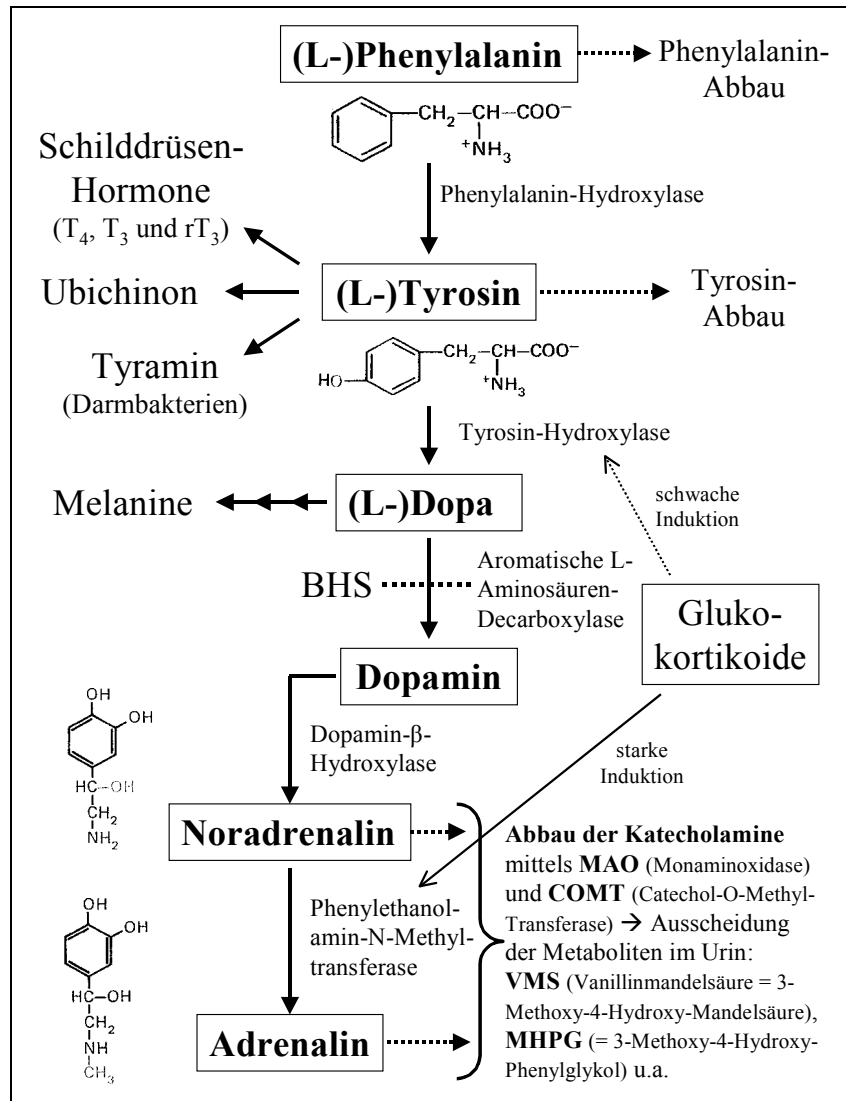 (L-)Phenylalanin
Phenylalanin-
Abbau
CH₂—CH—COO⁻
⁺NH₃
Schilddrüsen-
Hormone
(T₄, T₃ und rT₃)
Phenylalanin-Hydroxylase
Ubichinon
(L-)Tyrosin
Tyrosin-
Abbau
Tyramin
(Darmbakterien)
HO
CH₂—CH—COO⁻
⁺NH₃
Tyrosin-Hydroxylase
Melanine
(L-)Dopa
schwache
Induktion
BHS
Aromatische L-
Aminosäuren-
Decarboxylase
Gluko-
kortikoide
Dopamin
OH
OH
HC—OH
CH₂
NH₂
Dopamin-β-
Hydroxylase
starke
Induktion
Noradrenalin
Abbau der Katecholamine
mittels MAO (Monaminoxidase)
und COMT (Catechol-O-Methyl-
Transferase) → Ausscheidung
der Metaboliten im Urin:
VMS (Vanillinmandelsäure = 3-
Methoxy-4-Hydroxy-Mandelsäure),
MHPG (= 3-Methoxy-4-Hydroxy-
Phenylglykol) u.a.
Phenylethanol-
amin-N-Methyl-
transferase
OH
OH
HC—OH
CH₂
NH
CH₃
Adrenalin